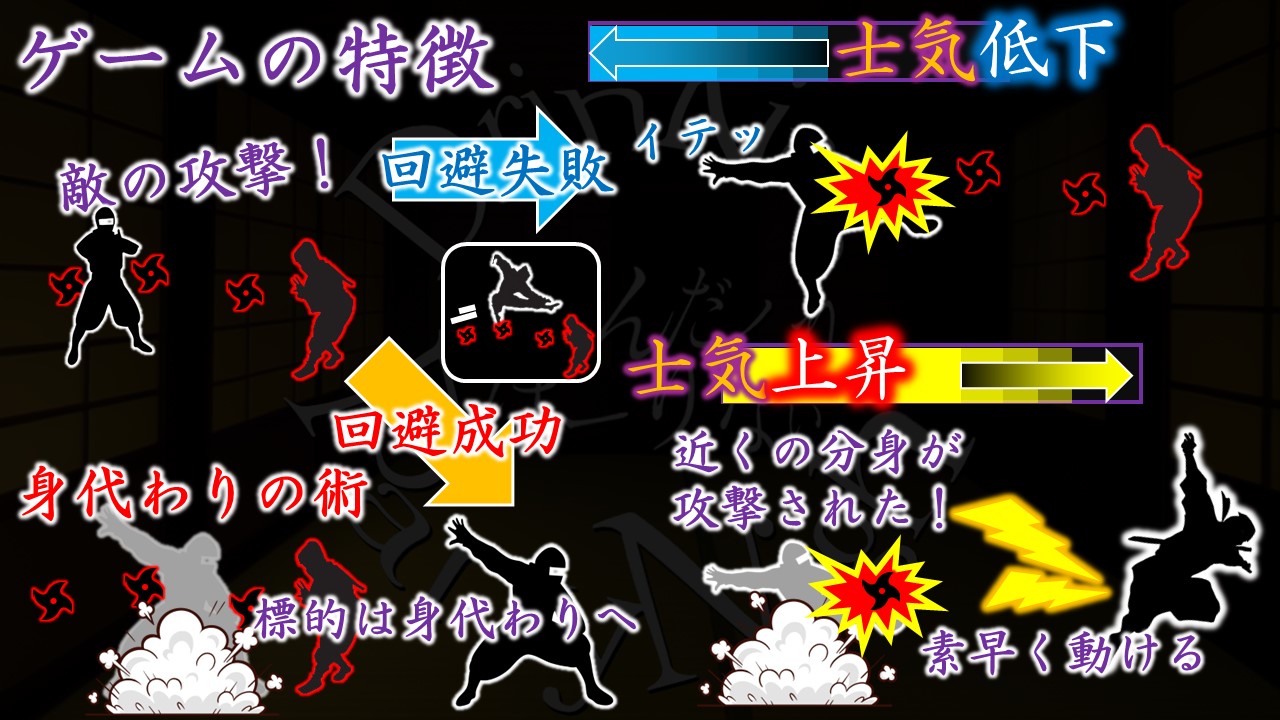 ゲームの特徴
士気低下
敵の攻撃！
回避失敗
イテッ
士気上昇
回避成功
身代わりの術
近くの分身が
攻撃された！
標的は身代わりへ
素早く動ける